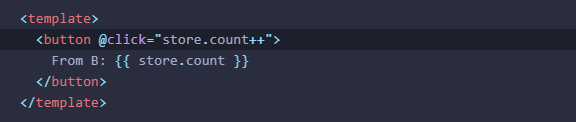 <template>
<button @click="store.count++">
From B: {{ store.count }}
</button>
</template>